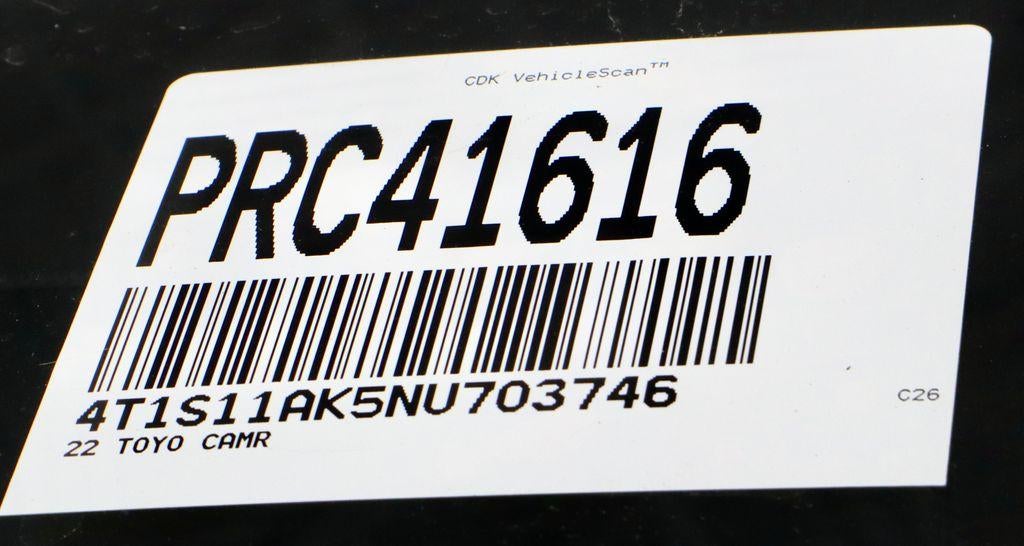 CDK VehicleScan™
PRC41616
4T1S11AK5NU703746
22 TOYO CAMR
C26